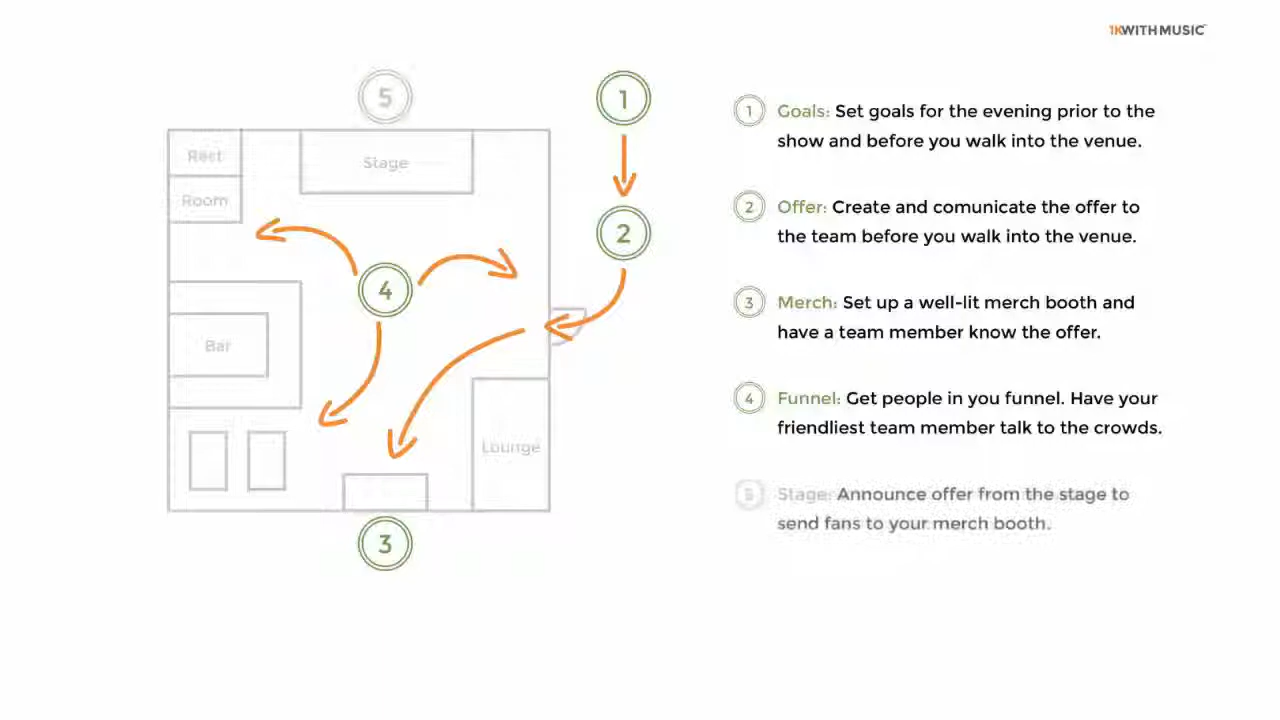 1KWITHMUSIC
5
1
Rest
Stage
Room
2
4
Bar
Lounge
3
1 Goals: Set goals for the evening prior to the
show and before you walk into the venue.
2 Offer: Create and comunicate the offer to
the team before you walk into the venue.
3 Merch: Set up a well-lit merch booth and
have a team member know the offer.
4 Funnel: Get people in you funnel. Have your
friendliest team member talk to the crowds.
5 Stage: Announce offer from the stage to
send fans to your merch booth.